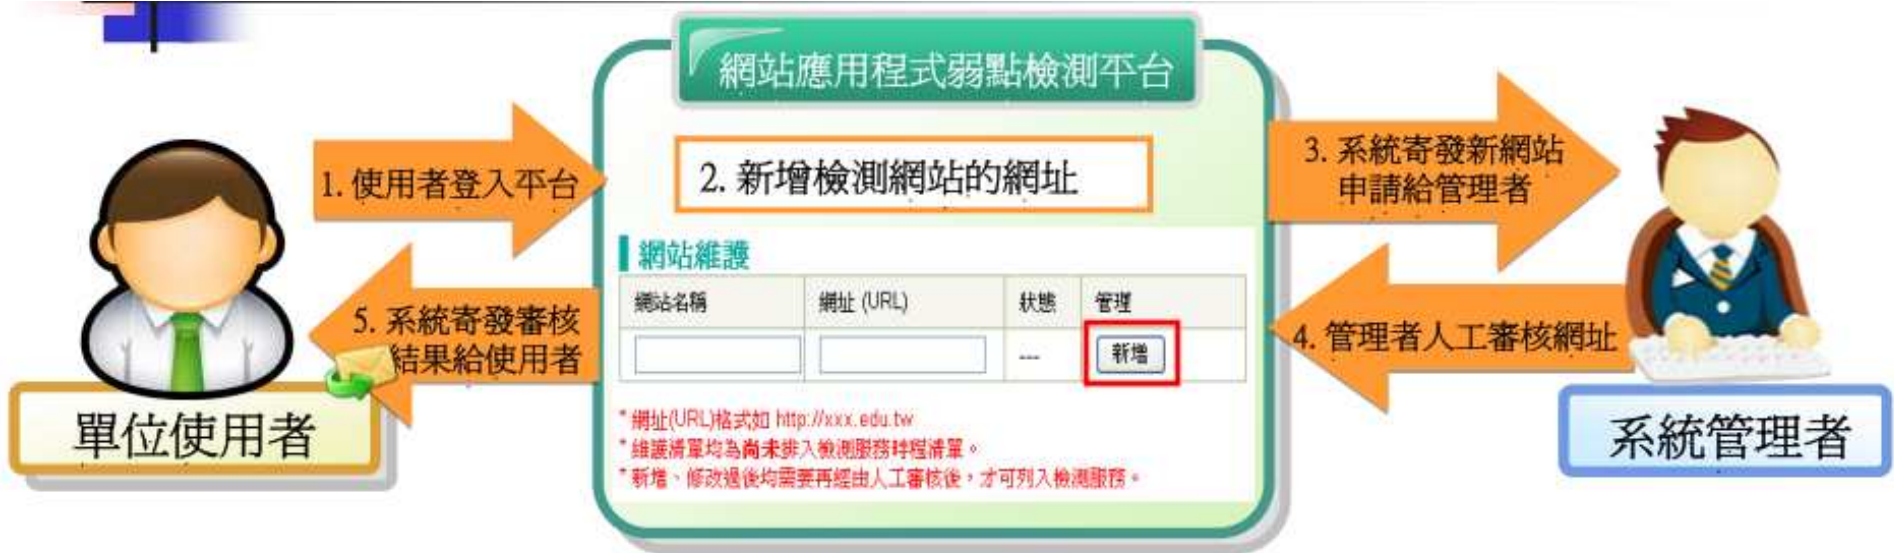 網站應用程式弱點檢測平台
1. 使用者登入平台
2. 新增檢測網站的網址
3. 系統寄發新網站
申請給管理者
網站維護
網站名稱 網址 (URL) 狀態 管理
--- 新增
5. 系統寄發審核
結果給使用者
4. 管理者人工審核網址
* 網址(URL)格式如 http://xxx.edu.tw
* 維護清單均為尚未排入檢測服務時程清單。
* 新增、修改過後均需要再經由人工審核後，才可列入檢測服務。
單位使用者
系統管理者